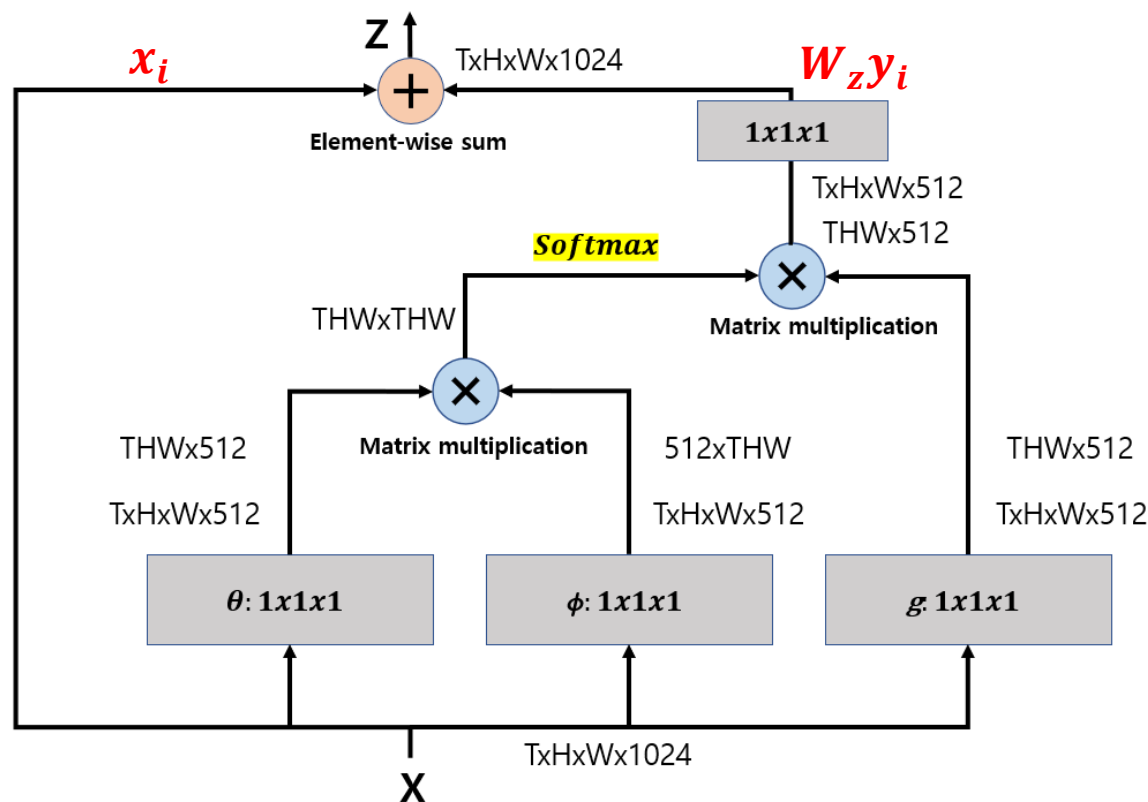 Z
x_i
TxHxWx1024
W_z y_i
+
Element-wise sum
1x1x1
TxHxWx512
THWx512
Softmax
×
Matrix multiplication
THWxTHW
×
Matrix multiplication
THWx512
512xTHW
THWx512
TxHxWx512
TxHxWx512
TxHxWx512
θ: 1x1x1
ϕ: 1x1x1
g: 1x1x1
TxHxWx1024
X